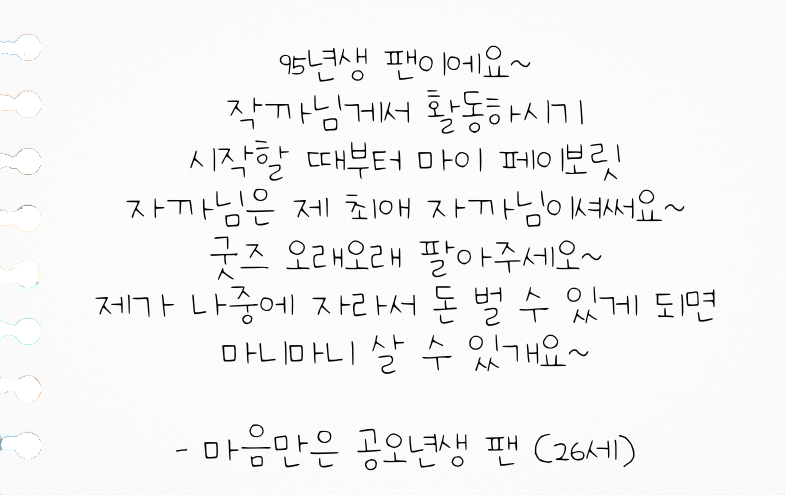 95년생 팬이에요~
작까님게서 활동하시기
시작할 때부터 마이 페이보릿
자까님은 제 최애 자까님이셔써요~
굿즈 오래오래 팔아주세오~
제가 나중에 자라서 돈 벌 수 있게 되면
마니마니 살 수 있개요~
- 마음만은 공오년생 팬 (26세)